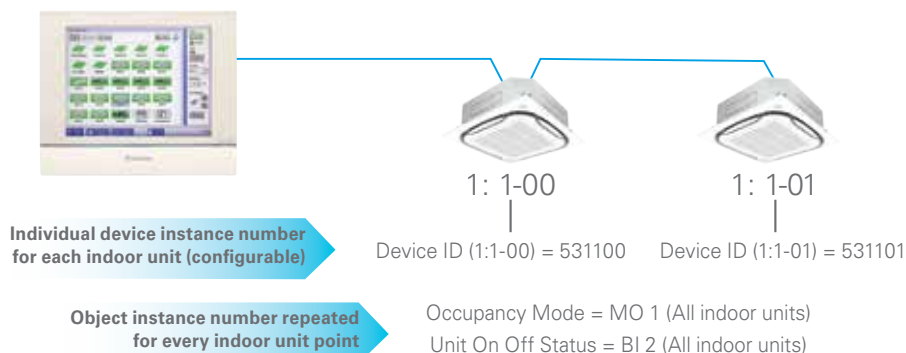 1: 1-00
1: 1-01
Individual device instance number
for each indoor unit (configurable)
Device ID (1:1-00) = 531100
Device ID (1:1-01) = 531101
Object instance number repeated
for every indoor unit point
Occupancy Mode = MO 1 (All indoor units)
Unit On Off Status = BI 2 (All indoor units)